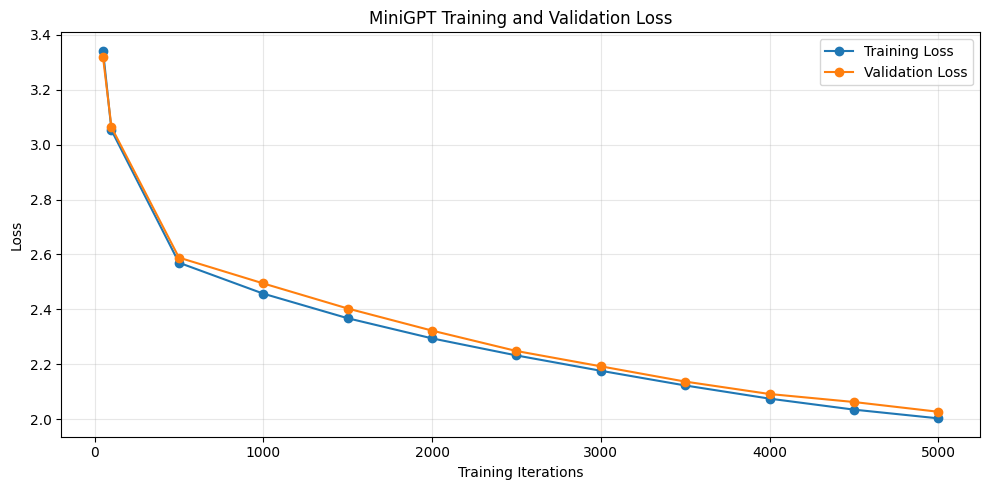 MiniGPT Training and Validation Loss
Training Loss
Validation Loss
Loss
3.4
3.2
3.0
2.8
2.6
2.4
2.2
2.0
0 1000 2000 3000 4000 5000
Training Iterations